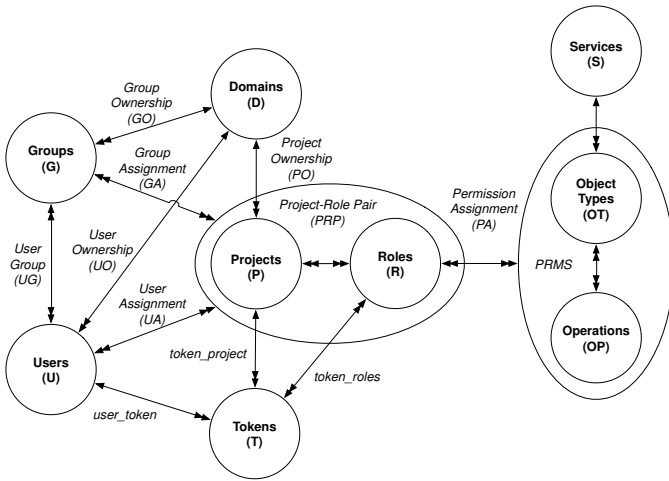 Services
(S)
Group
Ownership
(GO)
Domains
(D)
Groups
(G)
Group
Assignment
(GA)
Project
Ownership
(PO)
Object
Types
(OT)
Project-Role Pair
(PRP)
Permission
Assignment
(PA)
User
Group
(UG)
User
Ownership
(UO)
Projects
(P)
Roles
(R)
PRMS
User
Assignment
(UA)
Operations
(OP)
Users
(U)
token_project
token_roles
user_token
Tokens
(T)